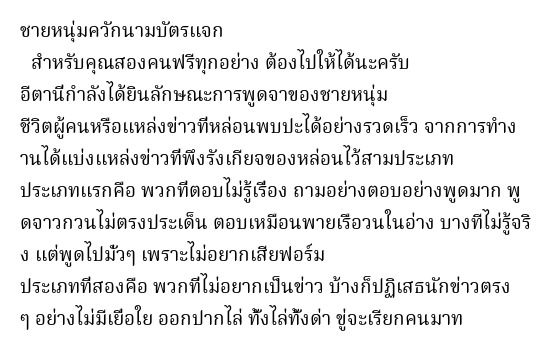 ชายหนุ่มควักนามบัตรแจก
สำหรับคุณสองคนฟรีทุกอย่าง ต้องไปให้ได้นะครับ
อีตานี่กำลังได้ยินลักษณะการพูดจาของชายหนุ่ม
ชีวิตผู้คนหรือแหล่งข่าวที่หล่อนพบปะได้อย่างรวดเร็ว จากการทำง
านได้แบ่งแหล่งข่าวที่พึงรังเกียจของหล่อนไว้สามประเภท
ประเภทแรกคือ พวกที่ตอบไม่รู้เรื่อง ถามอย่างตอบอย่างพูดมาก พู
ดจาวกวนไม่ตรงประเด็น ตอบเหมือนพายเรือวนในอ่าง บางทีไม่รู้จริ
ง แต่พูดไปมั่วๆ เพราะไม่อยากเสียฟอร์ม
ประเภทที่สองคือ พวกที่ไม่อยากเป็นข่าว บ้างก็ปฏิเสธนักข่าวตรง
ๆ อย่างไม่มีเยื่อใย ออกปากไล่ ทั้งไล่ทั้งด่า ขู่จะเรียกคนมาท